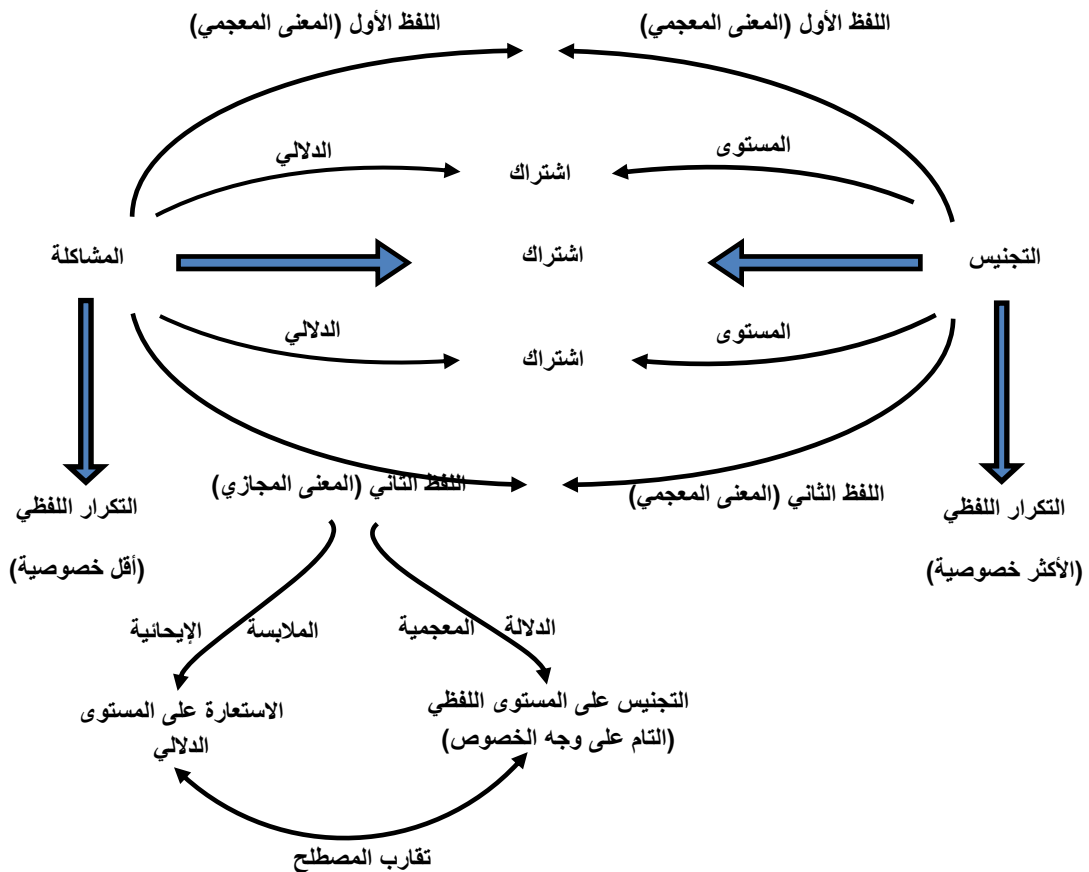 اللفظ الأول (المعنى المعجمي)
اللفظ الأول (المعنى المعجمي)
المستوى
الدلالي
اشتراك
التجنيس
اشتراك
المشاكلة
المستوى
الدلالي
اشتراك
اللفظ الثاني (المعنى المعجمي)
اللفظ الثاني (المعنى المجازي)
التكرار اللفظي
(الأكثر خصوصية)
التكرار اللفظي
(أقل خصوصية)
الدلالة
المعجمية
الملابسة
الإيحائية
التجنيس على المستوى اللفظي
(التام على وجه الخصوص)
الاستعارة على المستوى
الدلالي
تقارب المصطلح